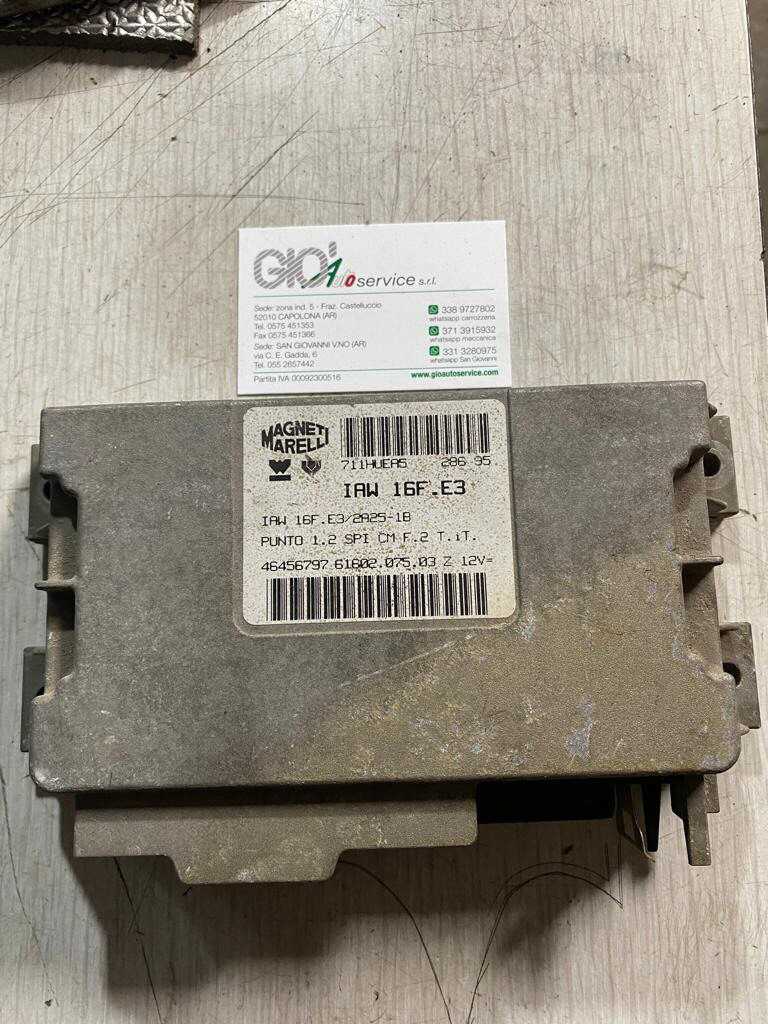 GIO' Auto service s.r.l.
Sede: zona ind. 5 - Fraz. Castelluccio
52010 CAPOLONA (AR)
Tel. 0575 451353
Fax 0575 451366
Sede: SAN GIOVANNI V.NO (AR)
via C. E. Gadda, 6
Tel. 055 2657442
Partita IVA 00092300516
338 9727802
whatsapp carrozzeria
371 3915932
whatsapp meccanica
331 3280975
whatsapp San Giovanni
www.gioautoservice.com
MAGNETI
MARELLI
711HUEAS 286 95
IAW 16F.E3
IAW 16F.E3/2A25-1B
PUNTO 1.2 SPI CM F.2 T.iT.
46456797 61602.075.03 Z 12V=